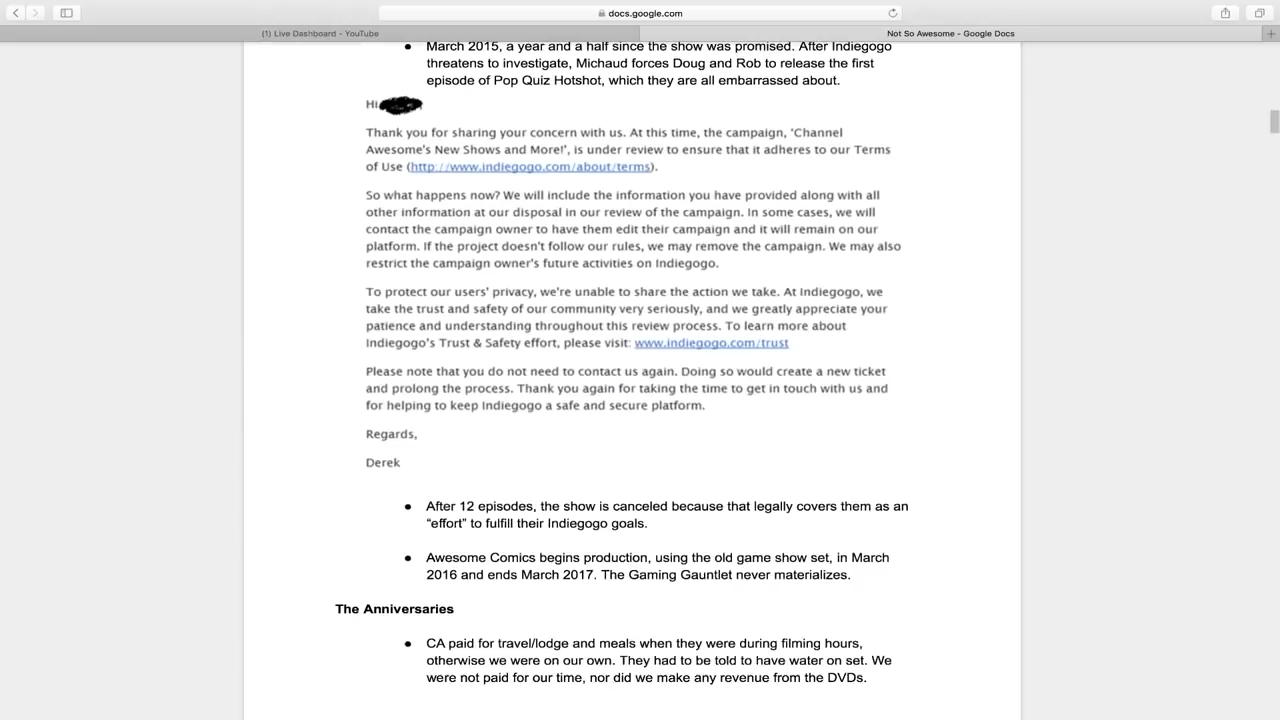 docs.google.com
(1) Live Dashboard - YouTube
Not So Awesome - Google Docs
• March 2015, a year and a half since the show was promised. After Indiegogo
threatens to investigate, Michaud forces Doug and Rob to release the first
episode of Pop Quiz Hotshot, which they are all embarrassed about.
Hi
Thank you for sharing your concern with us. At this time, the campaign, 'Channel
Awesome's New Shows and More!', is under review to ensure that it adheres to our Terms
of Use (http://www.indiegogo.com/about/terms).
So what happens now? We will include the information you have provided along with all
other information at our disposal in our review of the campaign. In some cases, we will
contact the campaign owner to have them edit their campaign and it will remain on our
platform. If the project doesn't follow our rules, we may remove the campaign. We may also
restrict the campaign owner's future activities on Indiegogo.
To protect our users' privacy, we're unable to share the action we take. At Indiegogo, we
take the trust and safety of our community very seriously, and we greatly appreciate your
patience and understanding throughout this review process. To learn more about
Indiegogo's Trust & Safety effort, please visit: www.indiegogo.com/trust
Please note that you do not need to contact us again. Doing so would create a new ticket
and prolong the process. Thank you again for taking the time to get in touch with us and
for helping to keep Indiegogo a safe and secure platform.
Regards,
Derek
• After 12 episodes, the show is canceled because that legally covers them as an
“effort” to fulfill their Indiegogo goals.
• Awesome Comics begins production, using the old game show set, in March
2016 and ends March 2017. The Gaming Gauntlet never materializes.
The Anniversaries
• CA paid for travel/lodge and meals when they were during filming hours,
otherwise we were on our own. They had to be told to have water on set. We
were not paid for our time, nor did we make any revenue from the DVDs.